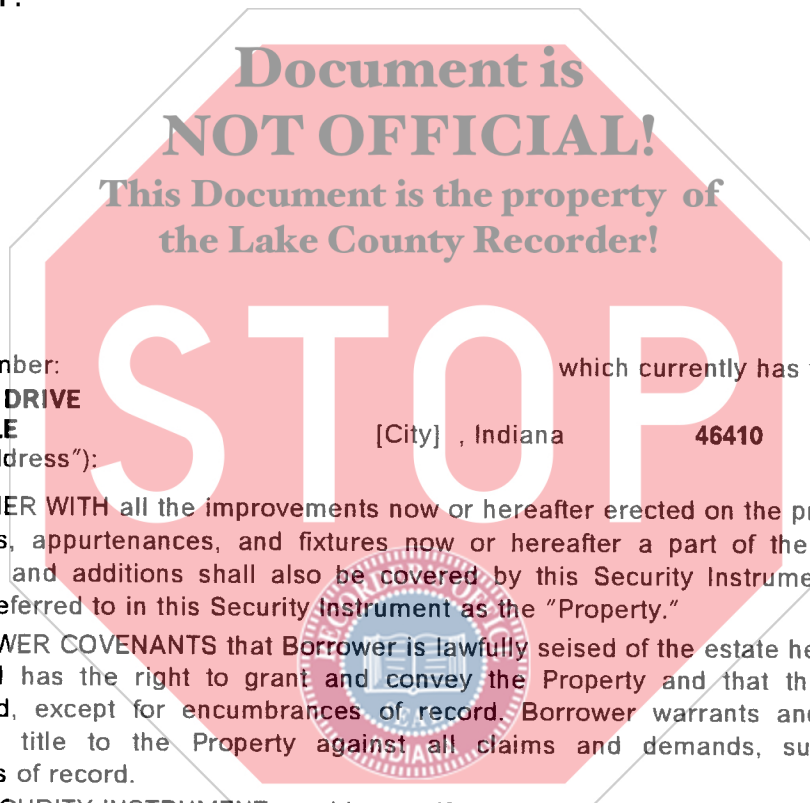 Document is
NOT OFFICIAL!
This Document is the property of
the Lake County Recorder!
STOP
mber: which currently has
DRIVE
LE
[City] , Indiana 46410
ddress"):
ER WITH all the improvements now or hereafter erected on the pr
s, appurtenances, and fixtures now or hereafter a part of the
and additions shall also be covered by this Security Instrume
eferred to in this Security Instrument as the "Property."
WER COVENANTS that Borrower is lawfully seised of the estate he
has the right to grant and convey the Property and that th
d, except for encumbrances of record. Borrower warrants and
title to the Property against all claims and demands, su
s of record.